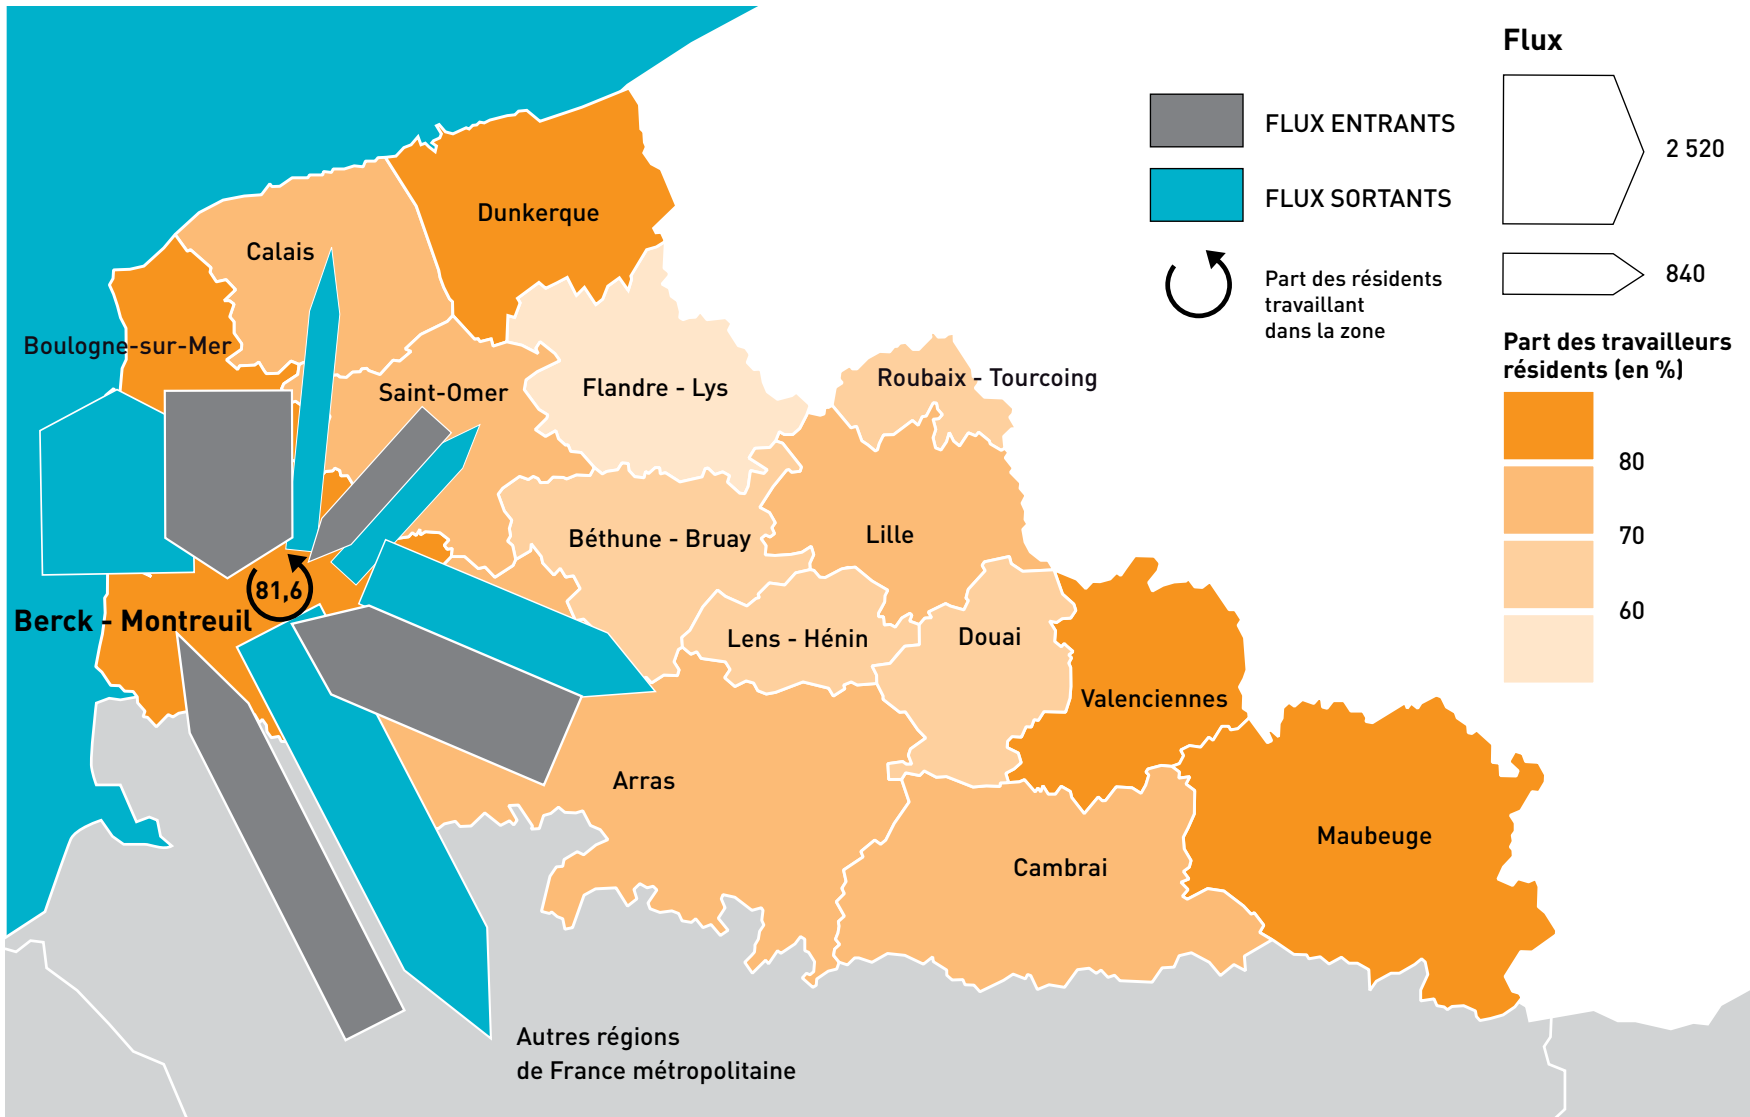 Flux
2 520
840
FLUX ENTRANTS
FLUX SORTANTS
Part des résidents
travaillant
dans la zone
Part des travailleurs
résidents (en %)
80
70
60
Dunkerque
Calais
Boulogne-sur-Mer
Saint-Omer
Flandre - Lys
Roubaix - Tourcoing
Béthune - Bruay
Lille
81,6
Berck - Montreuil
Lens - Hénin
Douai
Valenciennes
Arras
Cambrai
Maubeuge
Autres régions
de France métropolitaine